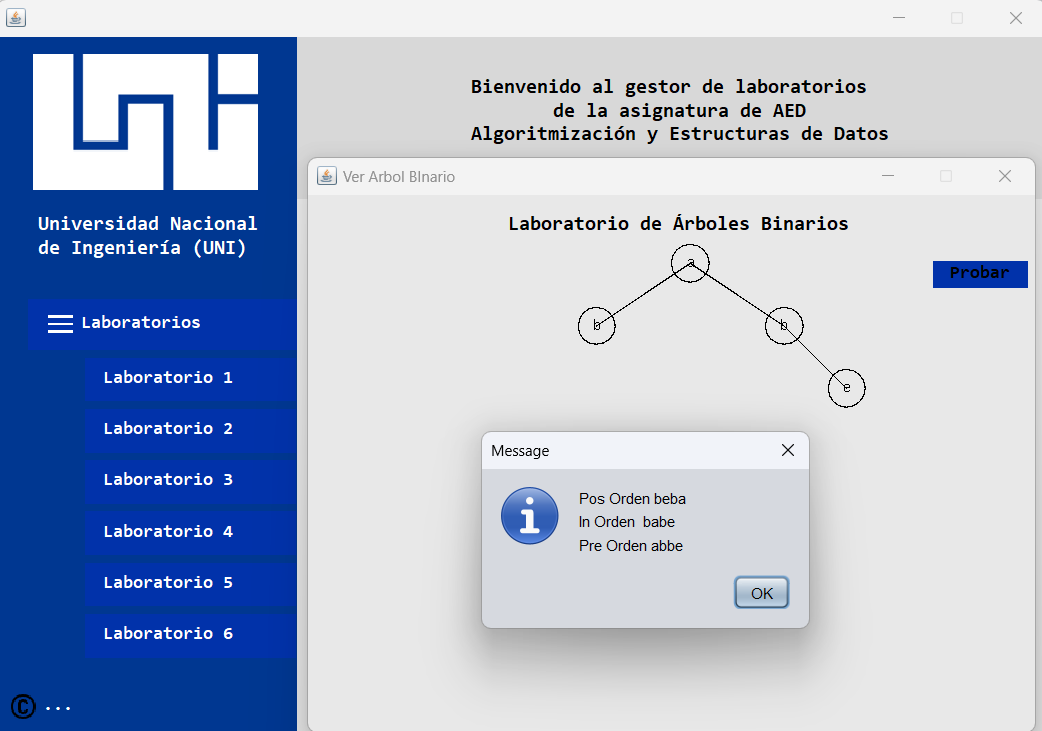 Bienvenido al gestor de laboratorios
de la asignatura de AED
Algoritmización y Estructuras de Datos
Universidad Nacional
de Ingeniería (UNI)
Laboratorios
Laboratorio 1
Laboratorio 2
Laboratorio 3
Laboratorio 4
Laboratorio 5
Laboratorio 6
© ...
Ver Arbol BInario
Laboratorio de Árboles Binarios
Probar
a
b
b
e
Message
Pos Orden beba
In Orden babe
Pre Orden abbe
OK